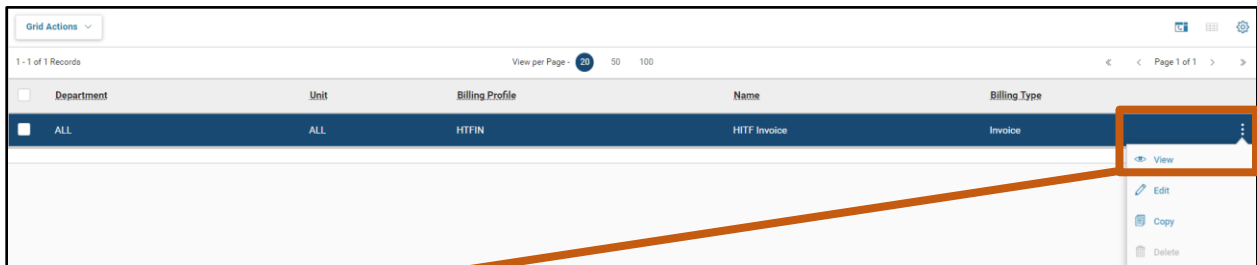 Grid Actions
1 - 1 of 1 Records View per Page - 20 50 100 Page 1 of 1
Department Unit Billing Profile Name Billing Type
ALL ALL HTFIN HITF Invoice Invoice
View
Edit
Copy
Delete